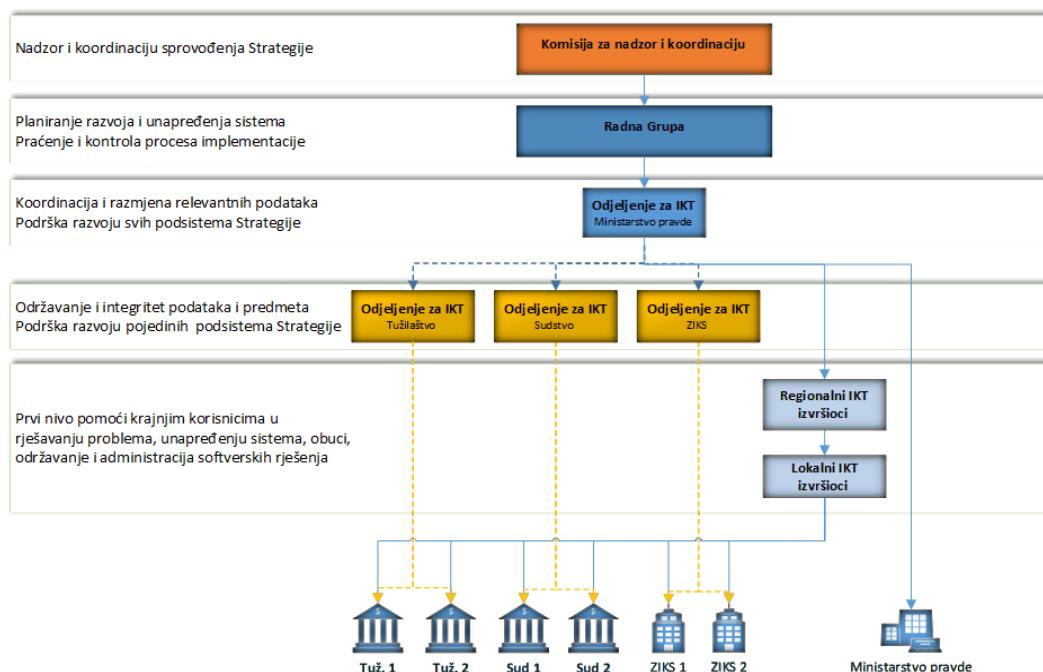 Nadzor i koordinaciju sprovođenja Strategije
Komisija za nadzor i koordinaciju
Planiranje razvoja i unapređenja sistema
Praćenje i kontrola procesa implementacije
Radna Grupa
Koordinacija i razmjena relevantnih podataka
Podrška razvoju svih podsistema Strategije
Odjeljenje za IKT
Ministarstvo pravde
Održavanje i integritet podataka i predmeta
Podrška razvoju pojedinih podsistema Strategije
Odjeljenje za IKT
Tužilaštvo
Odjeljenje za IKT
Sudstvo
Odjeljenje za IKT
ZIKS
Prvi nivo pomoći krajnjim korisnicima u
rješavanju problema, unapređenju sistema, obuci,
održavanje i administracija softverskih rješenja
Regionalni IKT
izvršioci
Lokalni IKT
izvršioci
Tuž. 1
Tuž. 2
Sud 1
Sud 2
ZIKS 1
ZIKS 2
Ministarstvo pravde